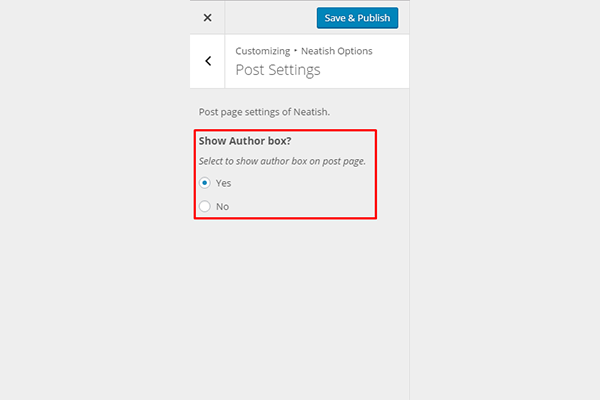 Save & Publish
Customizing • Neatish Options
Post Settings
Post page settings of Neatish.
Show Author box?
Select to show author box on post page.
Yes
No